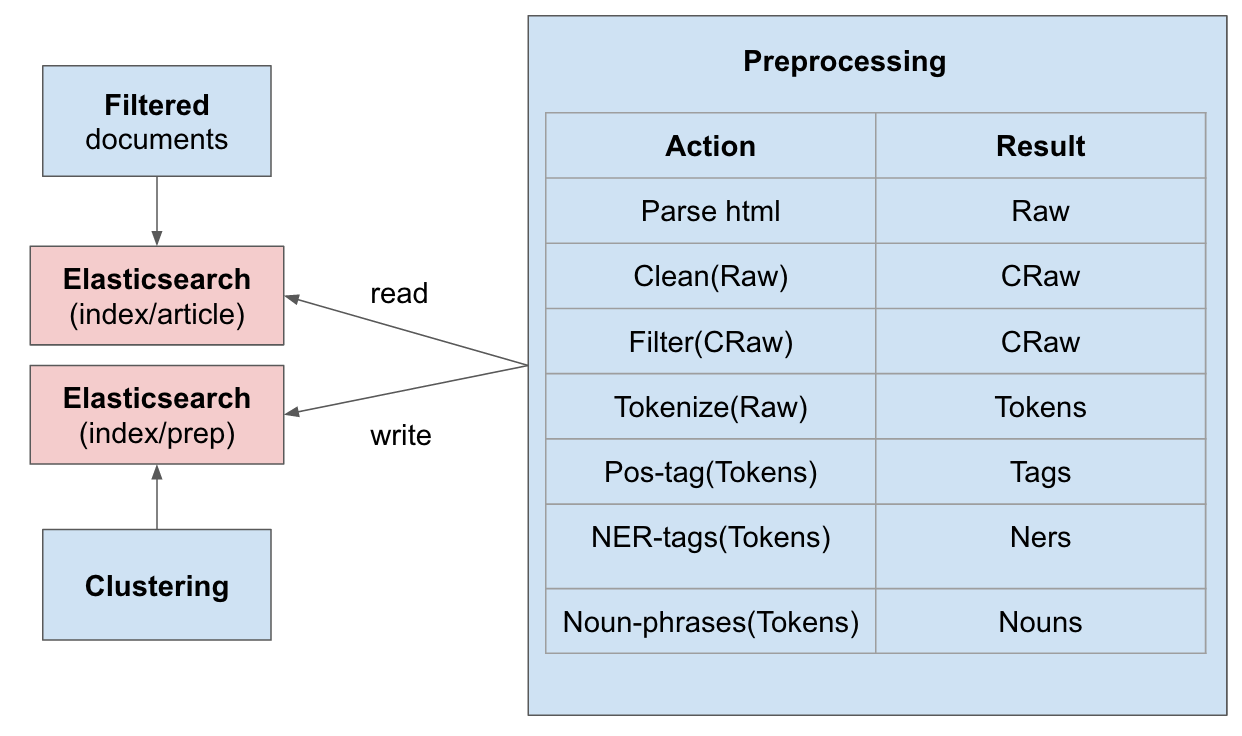 Filtered
documents
Elasticsearch
(index/article)
Elasticsearch
(index/prep)
Clustering
read
write
Preprocessing
Action Result
Parse html Raw
Clean(Raw) CRaw
Filter(CRaw) CRaw
Tokenize(Raw) Tokens
Pos-tag(Tokens) Tags
NER-tags(Tokens) Ners
Noun-phrases(Tokens) Nouns